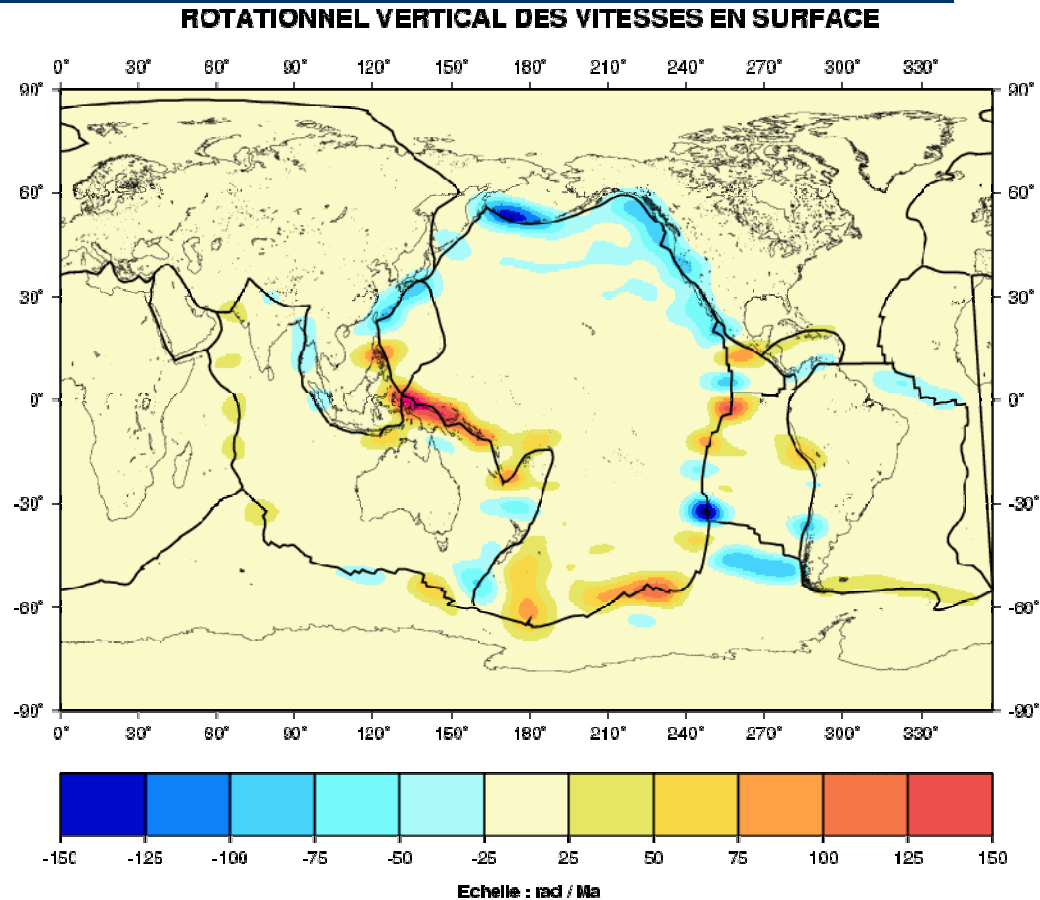 ROTATIONNEL VERTICAL DES VITESSES EN SURFACE
0° 30° 60° 90° 120° 150° 180° 210° 240° 270° 300° 330°
90° 90°
60° 60°
30° 30°
0° 0°
-30° -30°
-60° -60°
-90° -90°
0° 30° 60° 90° 120° 150° 180° 210° 240° 270° 300° 330°
-150 -125 -100 -75 -50 -25 25 50 75 100 125 150
Echelle : rad / Ma